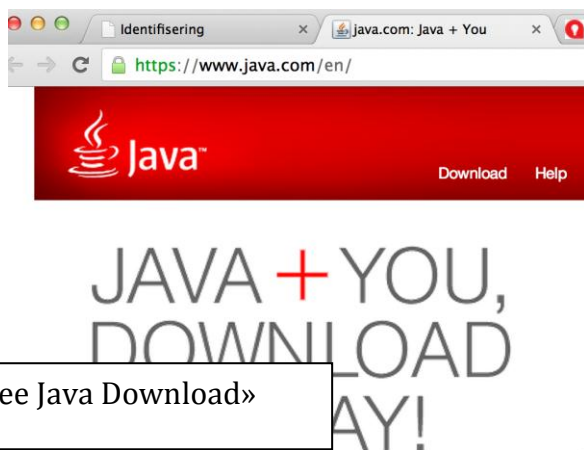 Identifisering
java.com: Java + You
https://www.java.com/en/
Java™
Download Help
JAVA + YOU,
DOWNLOAD
AY!
ee Java Download»